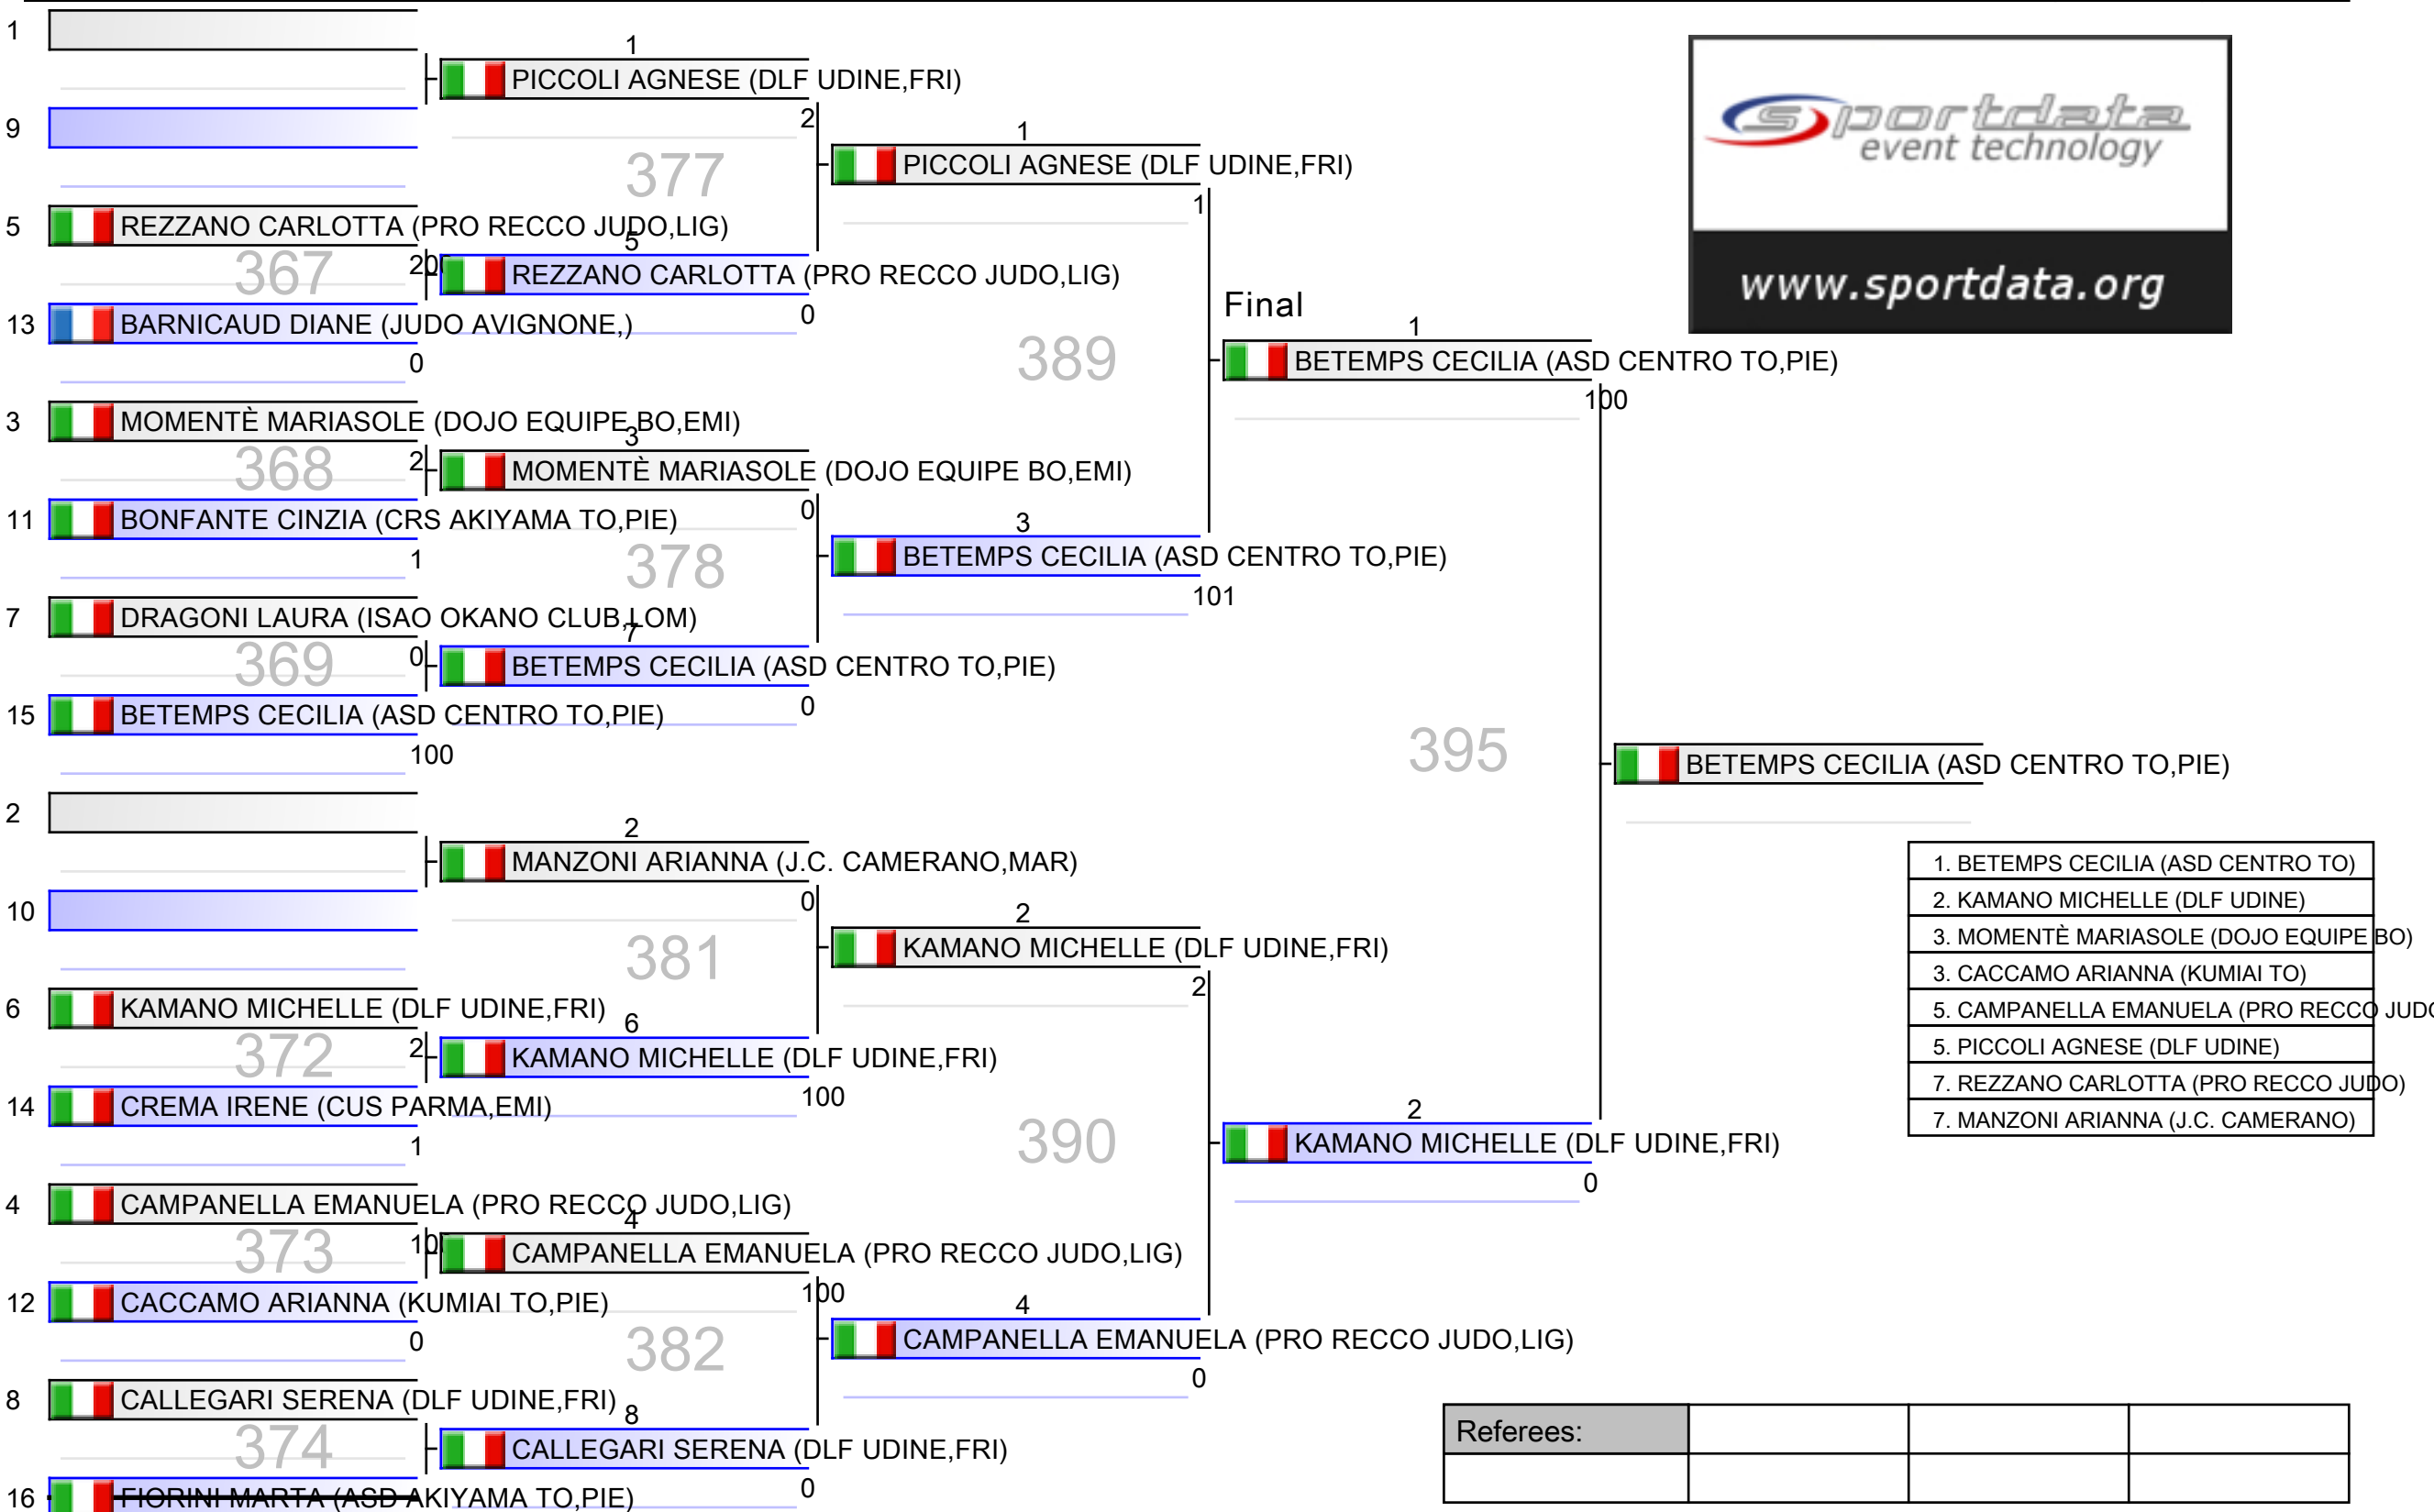 1
1
PICCOLI AGNESE (DLF UDINE,FRI)
2
9
377
1
PICCOLI AGNESE (DLF UDINE,FRI)
1
sportdata
event technology
www.sportdata.org
5 REZZANO CARLOTTA (PRO RECCO JUDO,LIG)
367
5
REZZANO CARLOTTA (PRO RECCO JUDO,LIG)
0
13 BARNICAUD DIANE (JUDO AVIGNONE,)
0
389
Final
1
BETEMPS CECILIA (ASD CENTRO TO,PIE)
100
3 MOMENTÈ MARIASOLE (DOJO EQUIPE BO,EMI)
368
2
3
MOMENTÈ MARIASOLE (DOJO EQUIPE BO,EMI)
0
11 BONFANTE CINZIA (CRS AKIYAMA TO,PIE)
1
378
3
BETEMPS CECILIA (ASD CENTRO TO,PIE)
101
7 DRAGONI LAURA (ISAO OKANO CLUB,LOM)
369
0
7
BETEMPS CECILIA (ASD CENTRO TO,PIE)
0
15 BETEMPS CECILIA (ASD CENTRO TO,PIE)
100
395
BETEMPS CECILIA (ASD CENTRO TO,PIE)
2
2
MANZONI ARIANNA (J.C. CAMERANO,MAR)
0
10
381
2
KAMANO MICHELLE (DLF UDINE,FRI)
2
6 KAMANO MICHELLE (DLF UDINE,FRI)
372
2
6
KAMANO MICHELLE (DLF UDINE,FRI)
100
14 CREMA IRENE (CUS PARMA,EMI)
1
390
2
KAMANO MICHELLE (DLF UDINE,FRI)
0
4 CAMPANELLA EMANUELA (PRO RECCO JUDO,LIG)
373
4
CAMPANELLA EMANUELA (PRO RECCO JUDO,LIG)
100
12 CACCAMO ARIANNA (KUMIAI TO,PIE)
0
382
4
CAMPANELLA EMANUELA (PRO RECCO JUDO,LIG)
0
8 CALLEGARI SERENA (DLF UDINE,FRI)
374
8
CALLEGARI SERENA (DLF UDINE,FRI)
0
16 FIORINI MARTA (ASD AKIYAMA TO,PIE)
1. BETEMPS CECILIA (ASD CENTRO TO)
2. KAMANO MICHELLE (DLF UDINE)
3. MOMENTÈ MARIASOLE (DOJO EQUIPE BO)
3. CACCAMO ARIANNA (KUMIAI TO)
5. CAMPANELLA EMANUELA (PRO RECCO JUDO
5. PICCOLI AGNESE (DLF UDINE)
7. REZZANO CARLOTTA (PRO RECCO JUDO)
7. MANZONI ARIANNA (J.C. CAMERANO)
Referees: